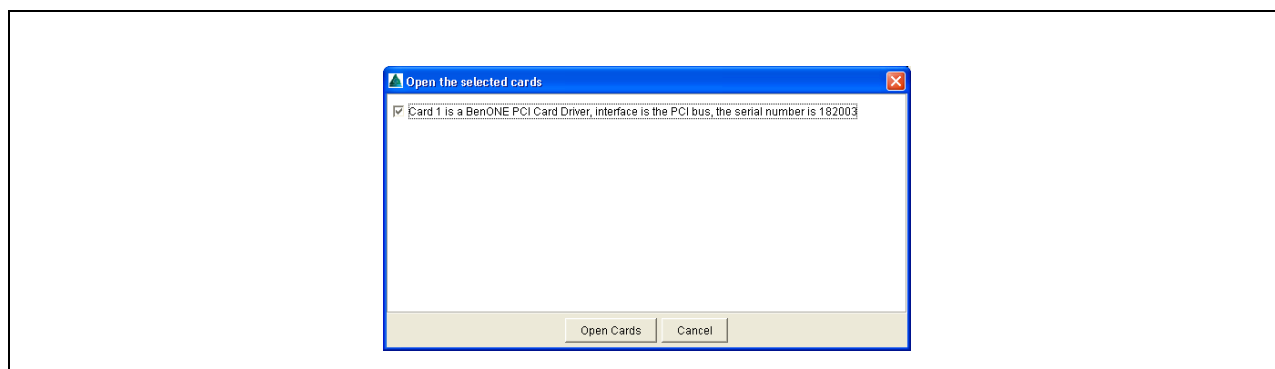 Open the selected cards
Card 1 is a BenONE PCI Card Driver, interface is the PCI bus, the serial number is 182003
Open Cards
Cancel